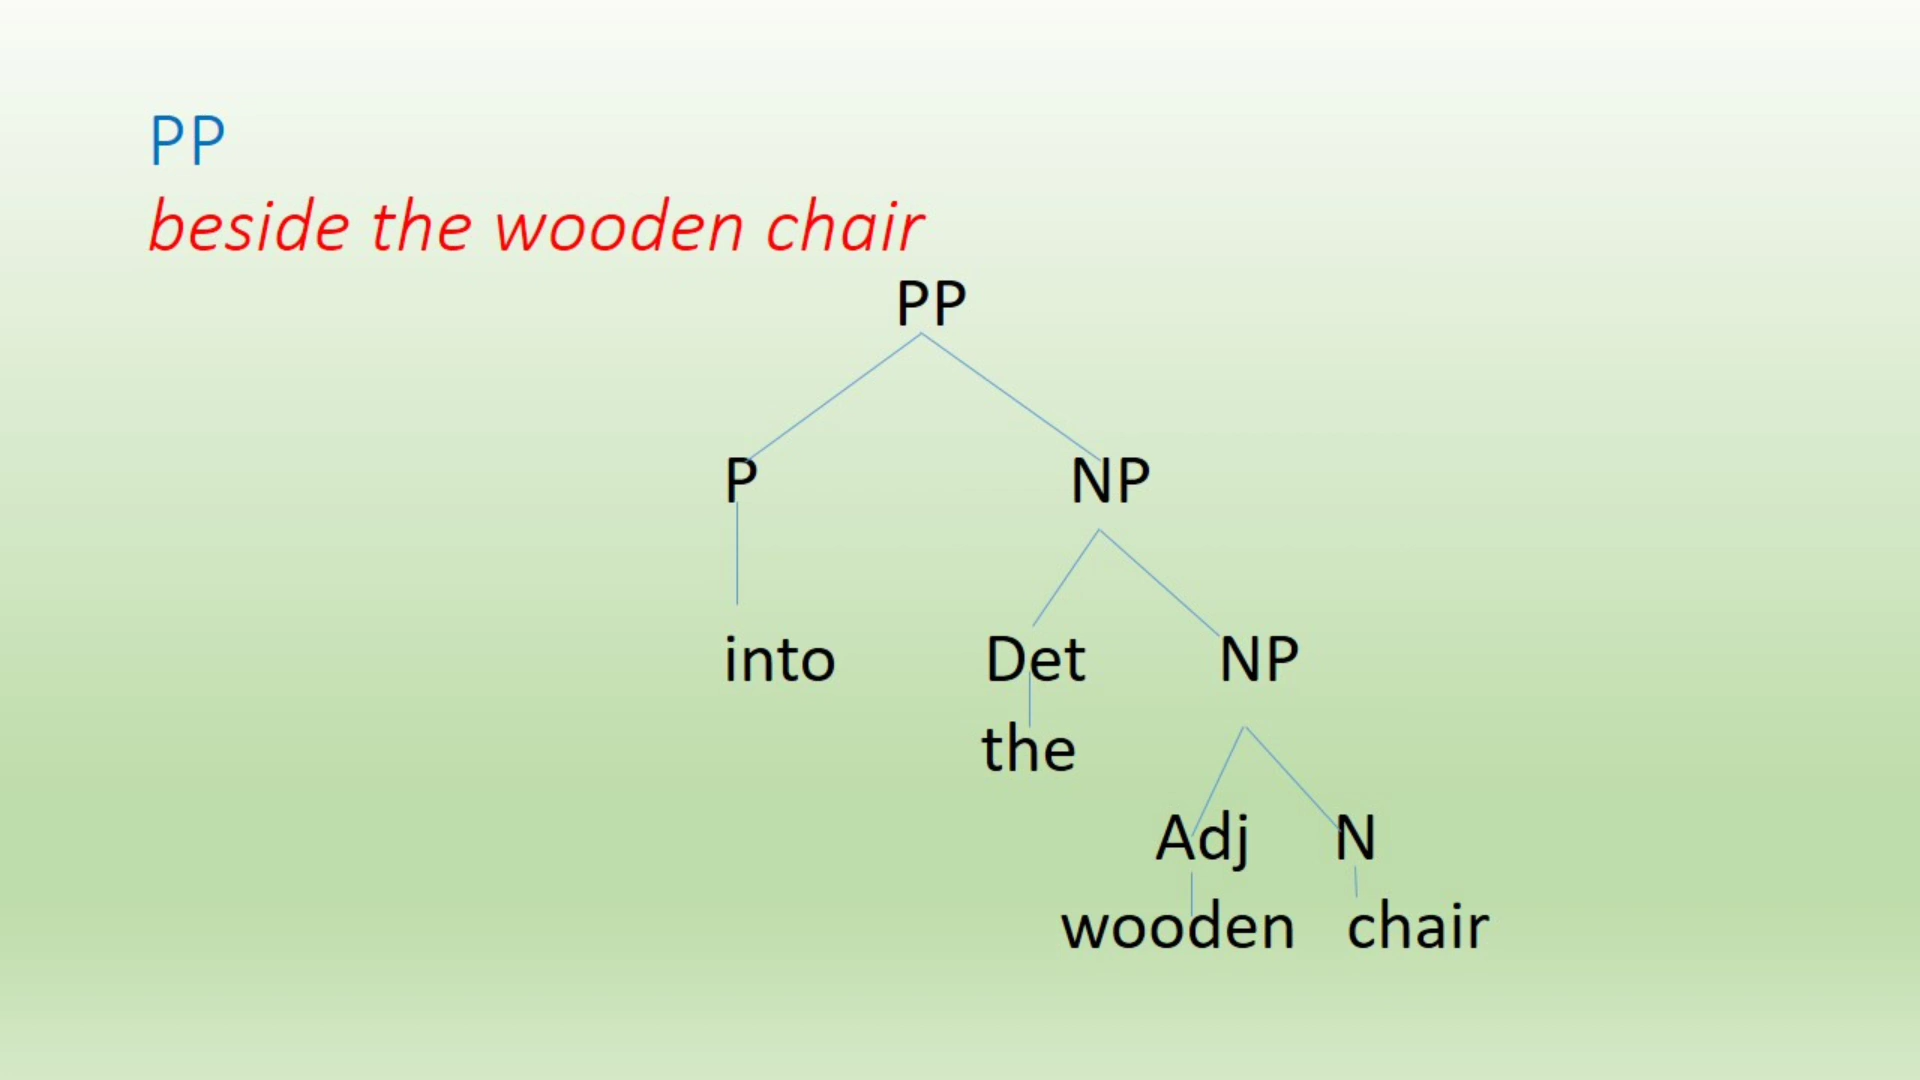 PP
beside the wooden chair
PP
P NP
into Det NP
the
Adj N
wooden chair